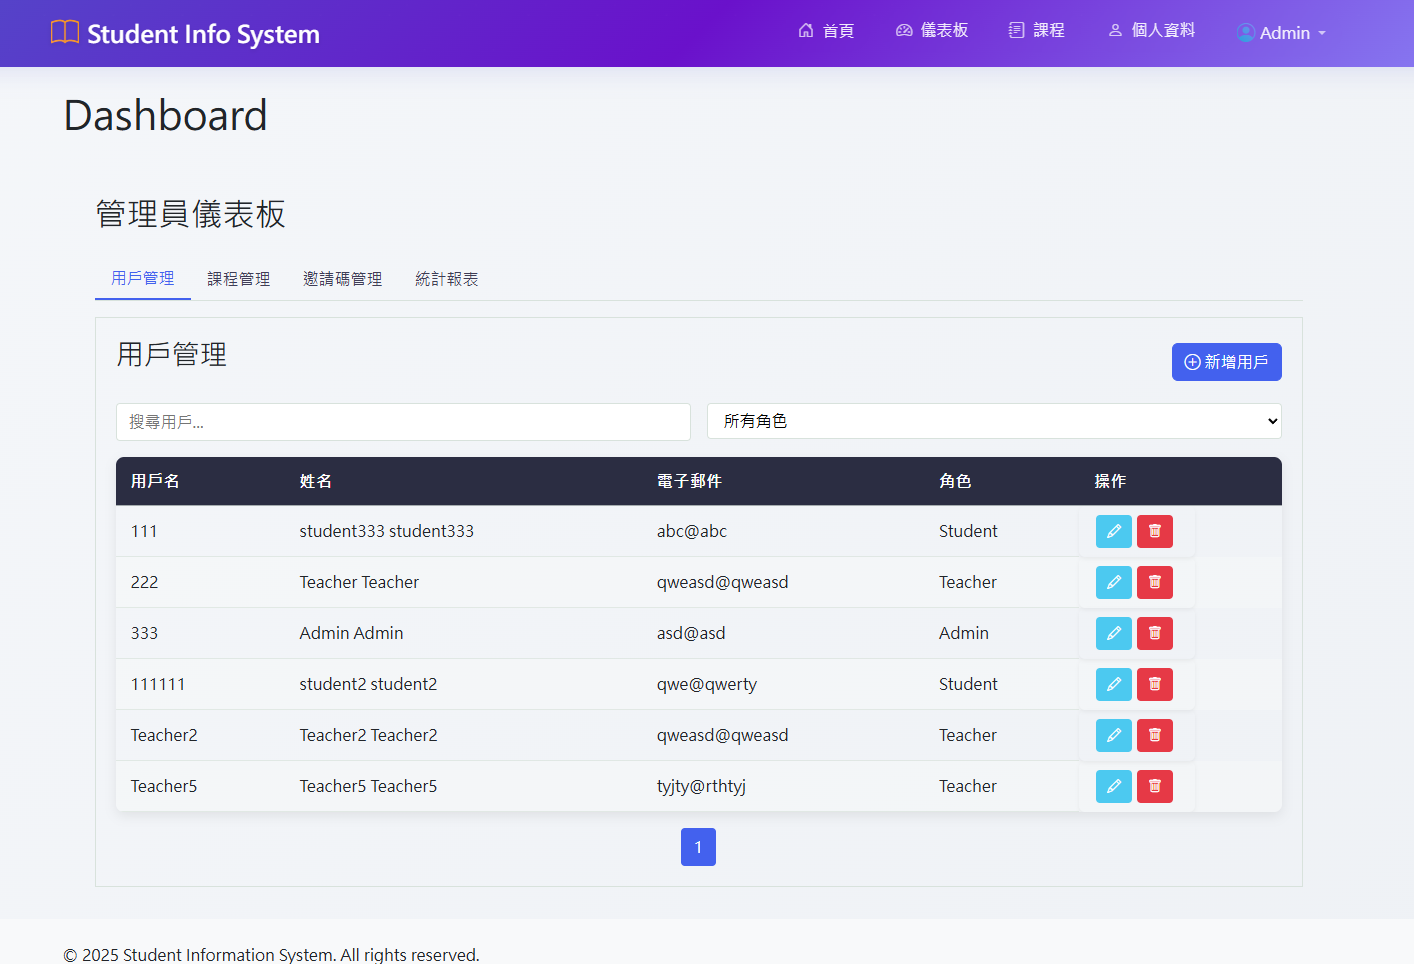 Student Info System
首頁 儀表板 課程 個人資料 Admin
Dashboard
管理員儀表板
用戶管理 課程管理 邀請碼管理 統計報表
用戶管理
新增用戶
搜尋用戶... 所有角色
用戶名 姓名 電子郵件 角色 操作
111 student333 student333 abc@abc Student
222 Teacher Teacher qweasd@qweasd Teacher
333 Admin Admin asd@asd Admin
111111 student2 student2 qwe@qwerty Student
Teacher2 Teacher2 Teacher2 qweasd@qweasd Teacher
Teacher5 Teacher5 Teacher5 tyjty@rthtyj Teacher
1
© 2025 Student Information System. All rights reserved.